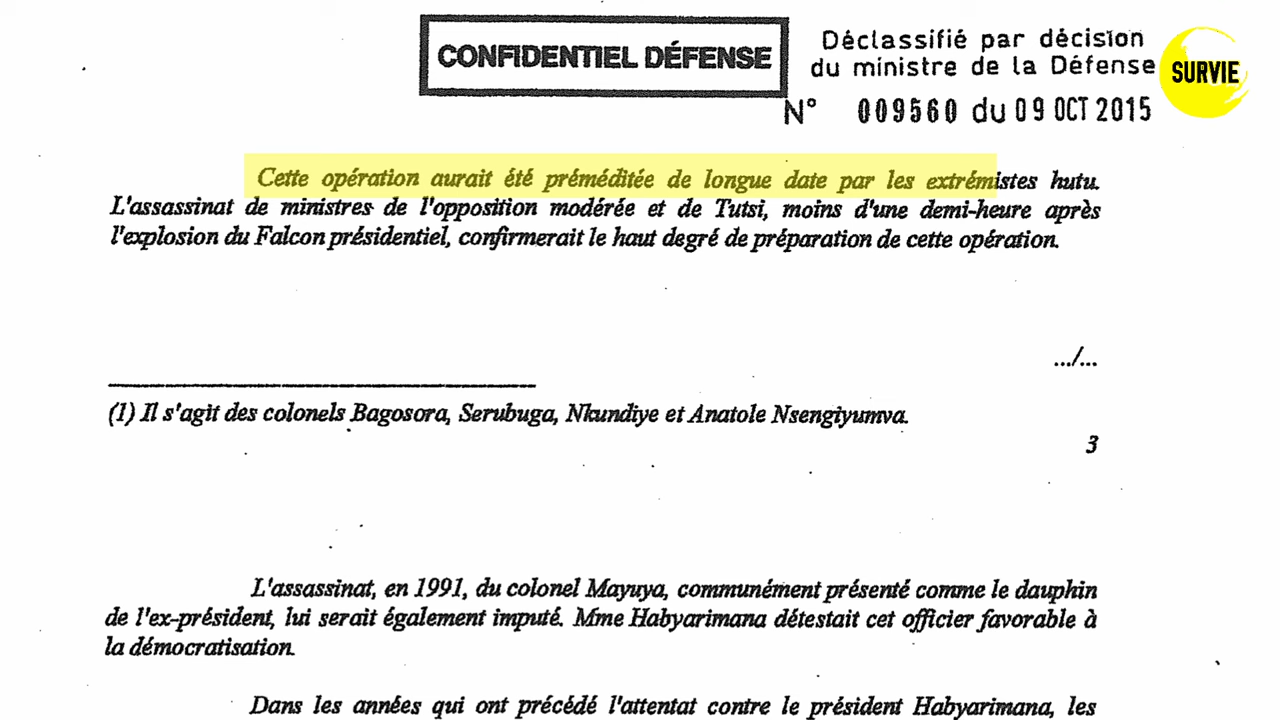 CONFIDENTIEL DÉFENSE
Déclassifié par décision
du ministre de la Défense
N° 009560 du 09 OCT 2015
SURVIE
Cette opération aurait été préméditée de longue date par les extrémistes hutu.
L'assassinat de ministres de l'opposition modérée et de Tutsi, moins d'une demi-heure après
l'explosion du Falcon présidentiel, confirmerait le haut degré de préparation de cette opération.
.../...
(1) Il s'agit des colonels Bagosora, Serubuga, Nkundiye et Anatole Nsengiyumva.
3
L'assassinat, en 1991, du colonel Mayuya, communément présenté comme le dauphin
de l'ex-président, lui serait également imputé. Mme Habyarimana détestait cet officier favorable à
la démocratisation.
Dans les années qui ont précédé l'attentat contre le président Habyarimana, les